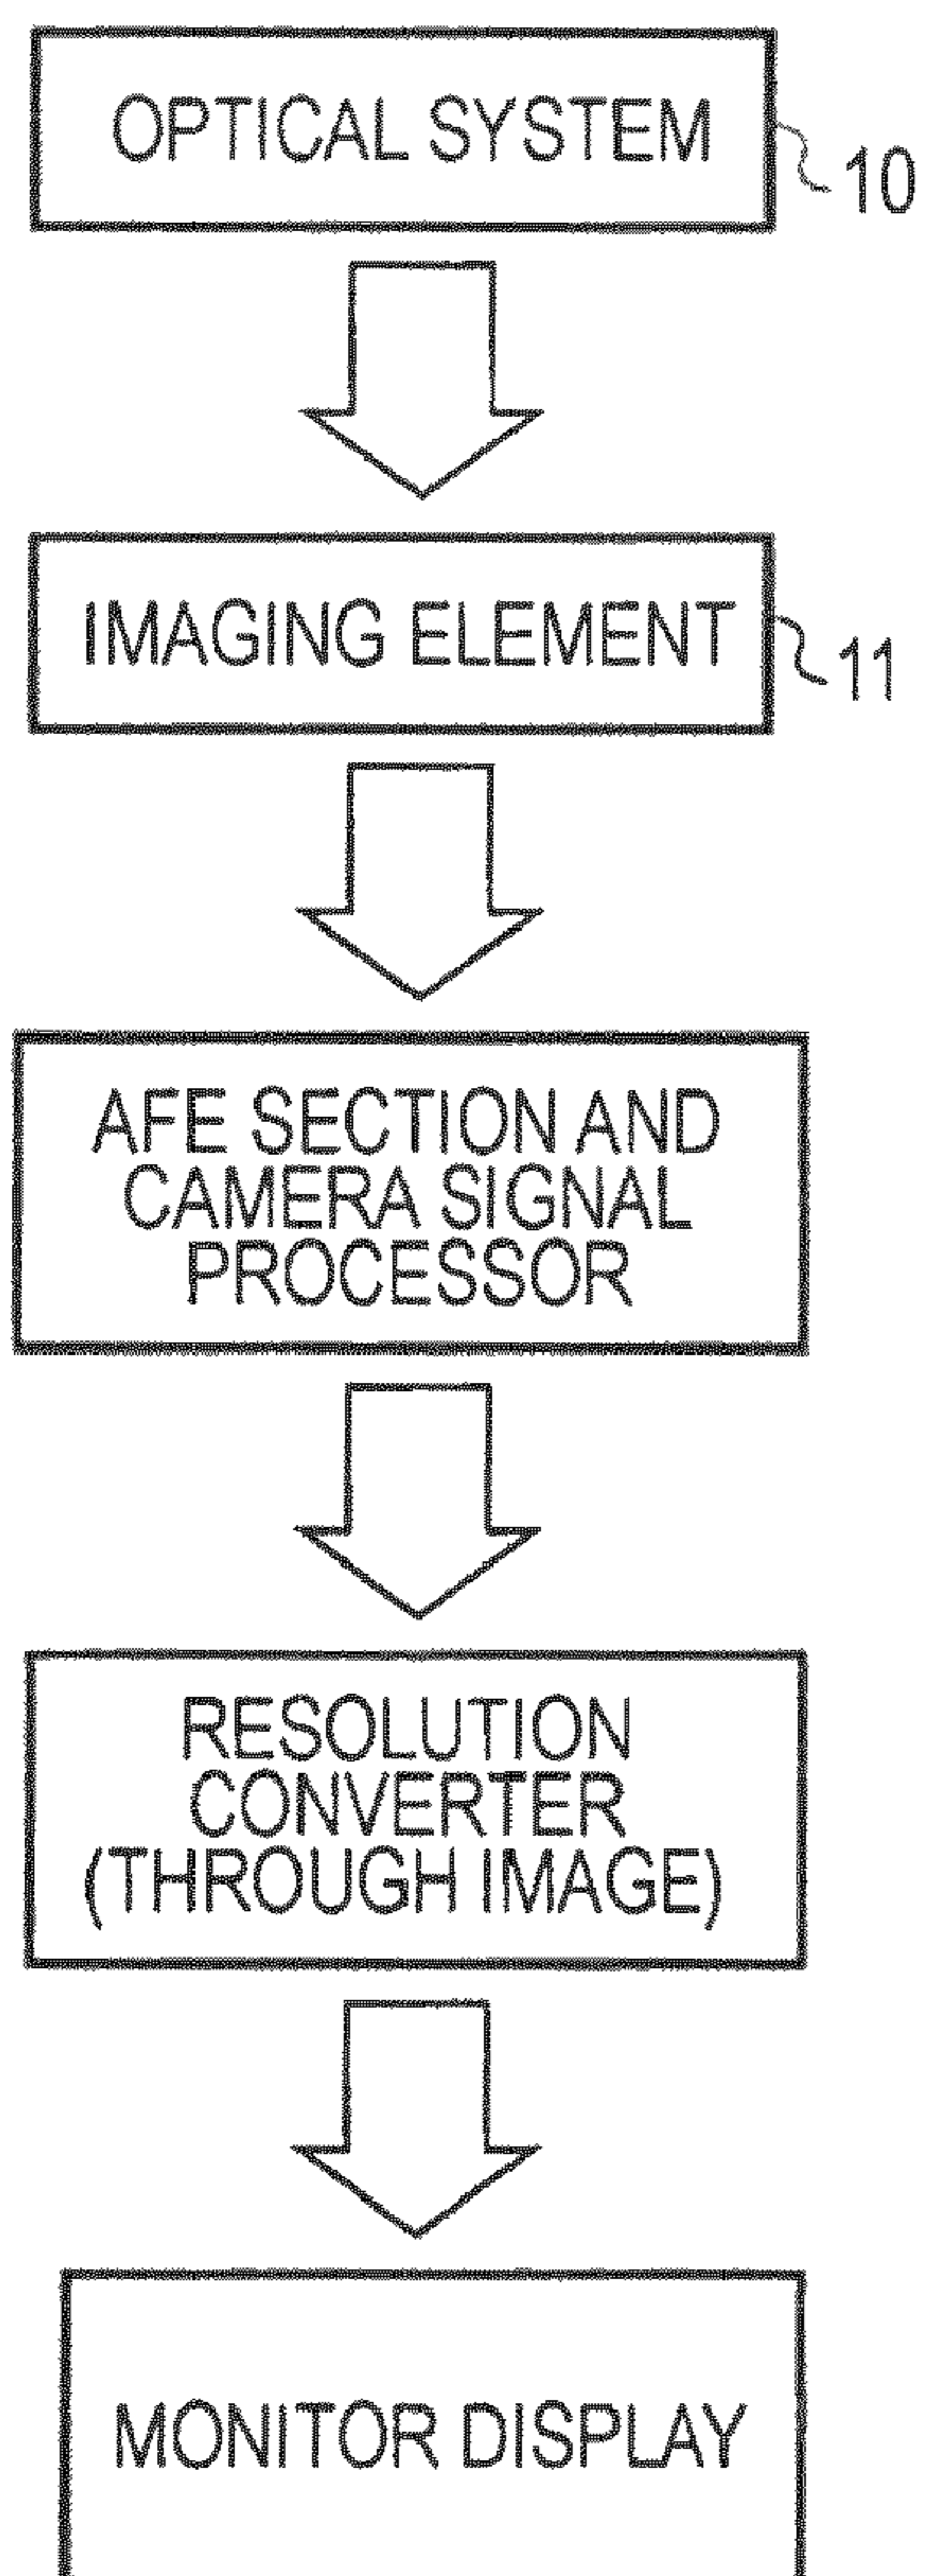 OPTICAL SYSTEM
10
IMAGING ELEMENT
11
AFE SECTION AND
CAMERA SIGNAL
PROCESSOR
RESOLUTION
CONVERTER
(THROUGH IMAGE)
MONITOR DISPLAY